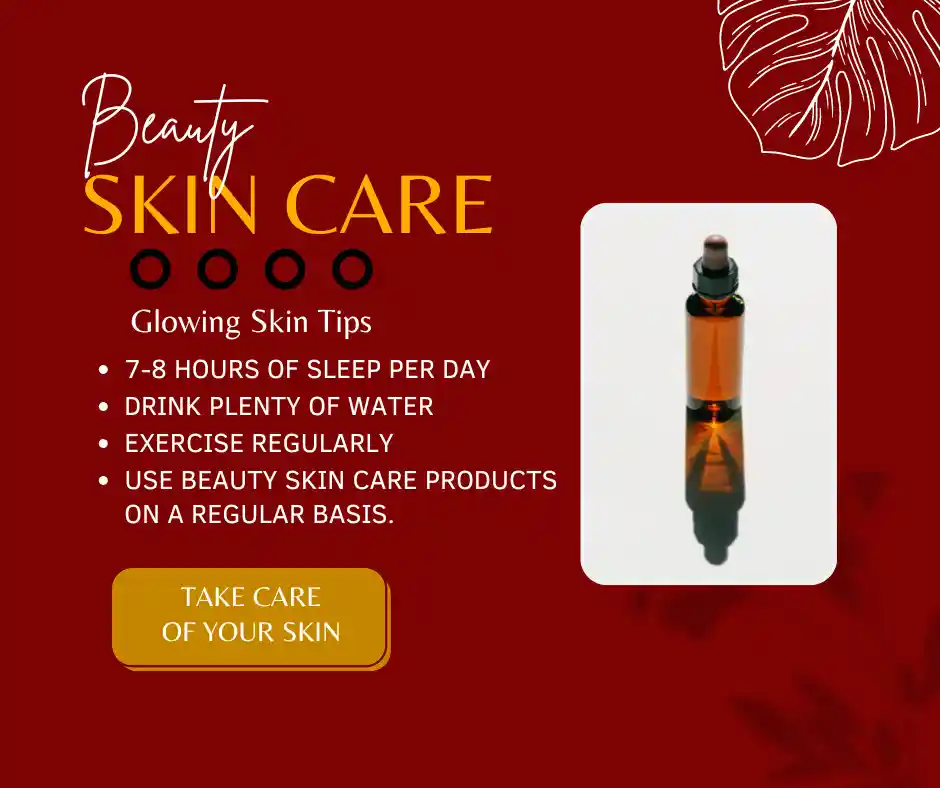 Beauty
SKIN CARE
Glowing Skin Tips
• 7-8 HOURS OF SLEEP PER DAY
• DRINK PLENTY OF WATER
• EXERCISE REGULARLY
• USE BEAUTY SKIN CARE PRODUCTS
ON A REGULAR BASIS.
TAKE CARE
OF YOUR SKIN